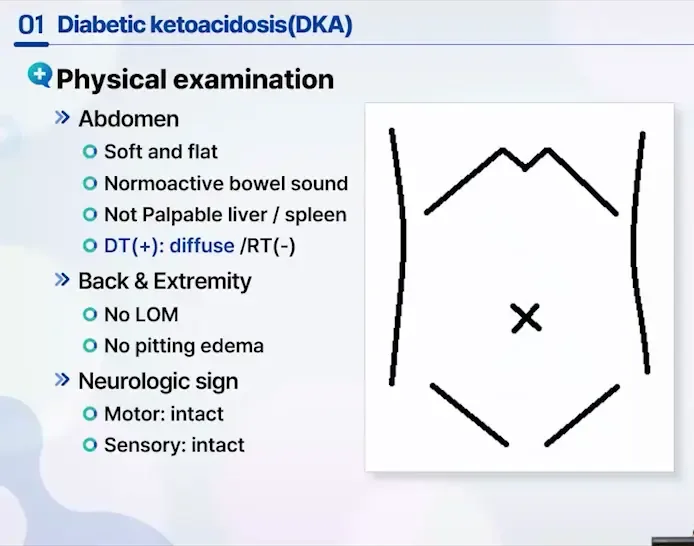 01 Diabetic ketoacidosis(DKA)
Physical examination
Abdomen
Soft and flat
Normoactive bowel sound
Not Palpable liver / spleen
DT(+): diffuse /RT(-)
Back & Extremity
No LOM
No pitting edema
Neurologic sign
Motor: intact
Sensory: intact